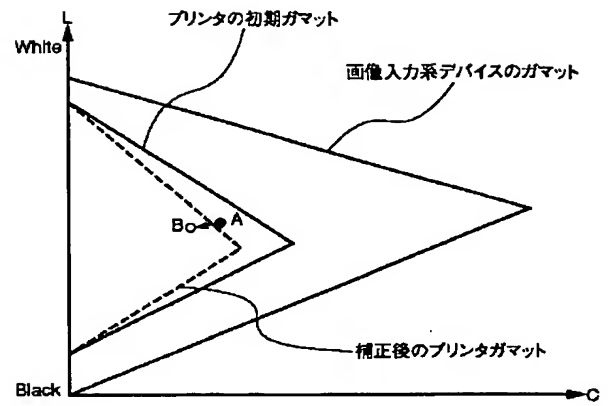 L
White
プリンタの初期ガマット
画像入力系デバイスのガマット
B
A
補正後のプリンタガマット
Black
C